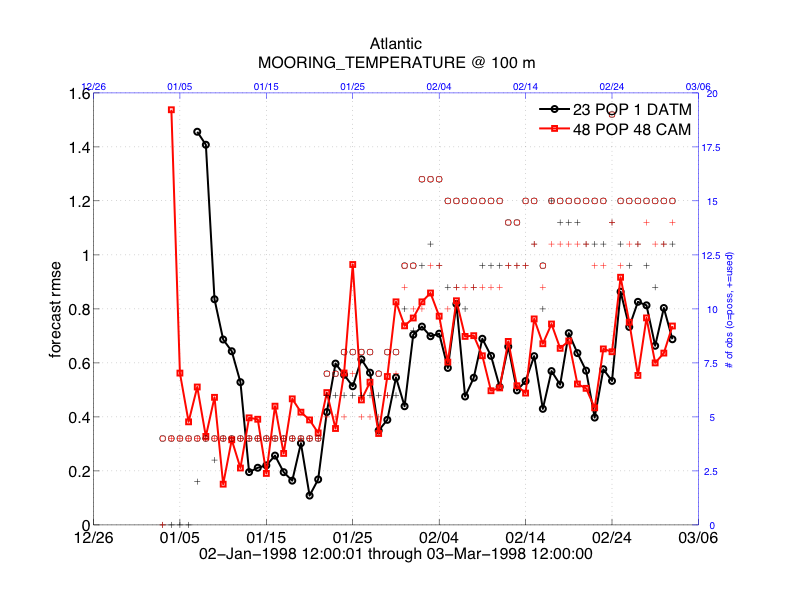 Atlantic
MOORING_TEMPERATURE @ 100 m
12/26 01/05 01/15 01/25 02/04 02/14 02/24 03/06
23 POP 1 DATM
48 POP 48 CAM
1.6
1.4
1.2
1
0.8
0.6
0.4
0.2
0
forecast rmse
20
17.5
15
12.5
10
7.5
5
2.5
0
# of obs (o=poss, +=used)
12/26 01/05 01/15 01/25 02/04 02/14 02/24 03/06
02−Jan−1998 12:00:01 through 03−Mar−1998 12:00:00